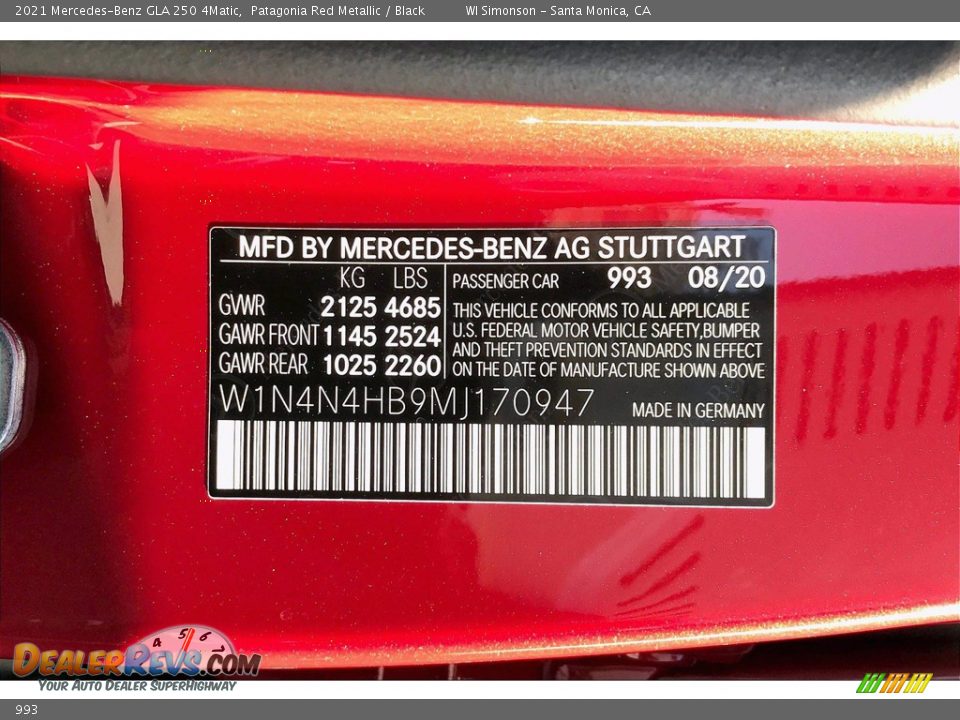 2021 Mercedes-Benz GLA 250 4Matic, Patagonia Red Metallic / Black WI Simonson - Santa Monica, CA
MFD BY MERCEDES-BENZ AG STUTTGART
KG LBS PASSENGER CAR 993 08/20
GVWR 2125 4685
GAWR FRONT 1145 2524
GAWR REAR 1025 2260
THIS VEHICLE CONFORMS TO ALL APPLICABLE
U.S. FEDERAL MOTOR VEHICLE SAFETY,BUMPER
AND THEFT PREVENTION STANDARDS IN EFFECT
ON THE DATE OF MANUFACTURE SHOWN ABOVE
W1N4N4HB9MJ170947 MADE IN GERMANY
4 5 6
DealerRevs.com
Your Auto Dealer SuperHighway
993